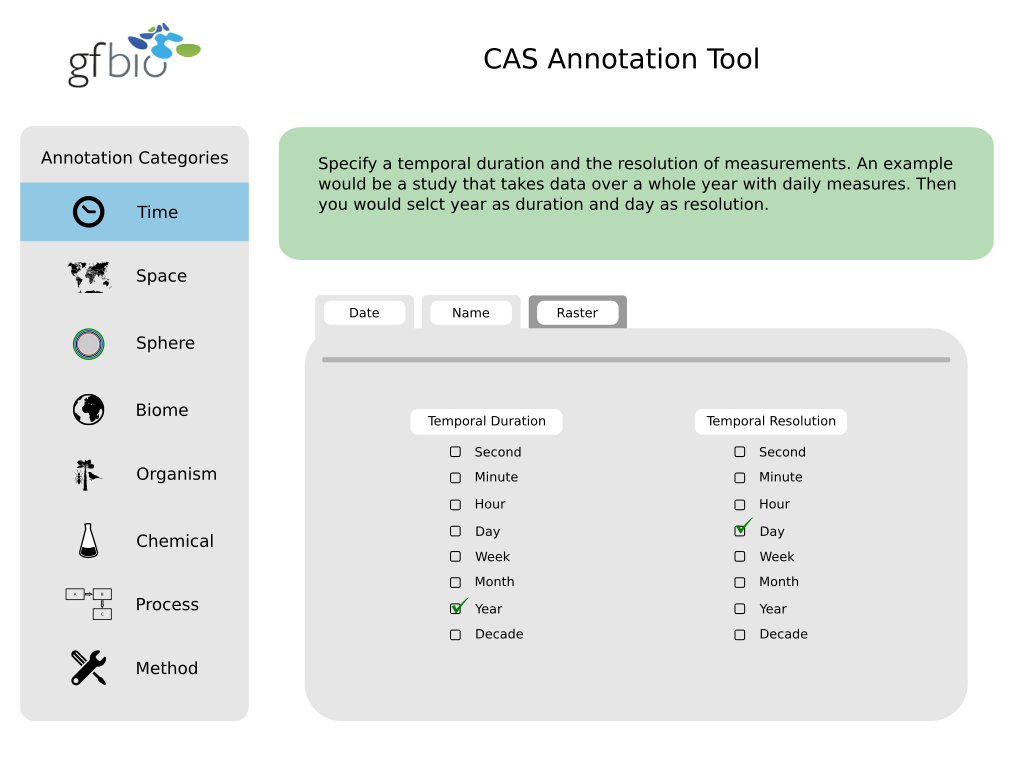 gfbio
CAS Annotation Tool
Annotation Categories
Time
Space
Sphere
Biome
Organism
Chemical
A
B
C
Process
Method
Specify a temporal duration and the resolution of measurements. An example
would be a study that takes data over a whole year with daily measures. Then
you would selct year as duration and day as resolution.
Date
Name
Raster
Temporal Duration
Second
Minute
Hour
Day
Week
Month
Year
Decade
Temporal Resolution
Second
Minute
Hour
Day
Week
Month
Year
Decade